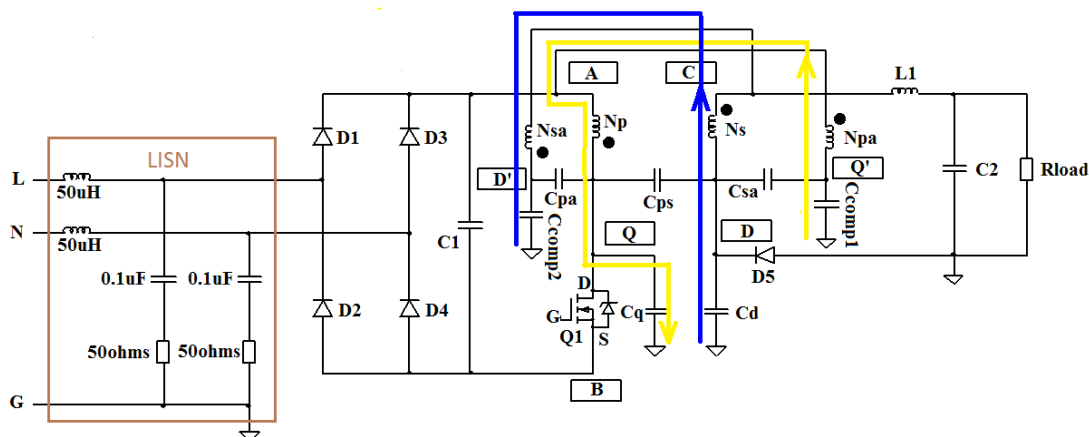 A
C
L1
D1
D3
Nsa
Np
Ns
Npa
LISN
L
50uH
D'
Q'
C2
Rload
Cpa
Cps
Csa
N
50uH
C1
Ccomp2
Q
D
Ccomp1
D5
0.1uF
0.1uF
D2
D4
D
G
Q1
S
Cq
Cd
50ohms
50ohms
B
G